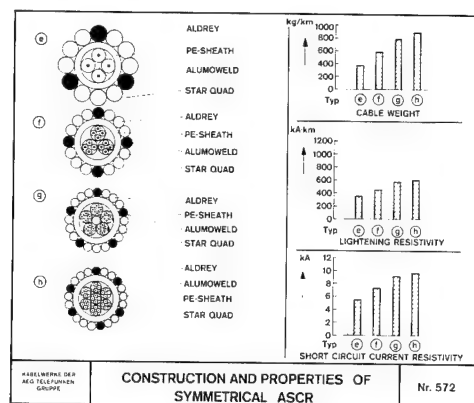 e
ALDREY
PE-SHEATH
ALUMOWELD
STAR QUAD
f
ALDREY
PE-SHEATH
ALUMOWELD
STAR QUAD
g
ALDREY
PE-SHEATH
ALUMOWELD
STAR QUAD
h
ALDREY
ALUMOWELD
PE-SHEATH
STAR QUAD
kg/km
1000
800
600
400
200
0
Typ e f g h
CABLE WEIGHT
kA·km
1200
1000
800
600
400
200
0
Typ e f g h
LIGHTENING RESISTIVITY
kA
12
10
8
6
4
2
0
Typ e f g h
SHORT CIRCUIT CURRENT RESISTIVITY
KABELWERKE DER
AEG TELEFUNKEN
GRUPPE
CONSTRUCTION AND PROPERTIES OF
SYMMETRICAL ASCR
Nr. 572